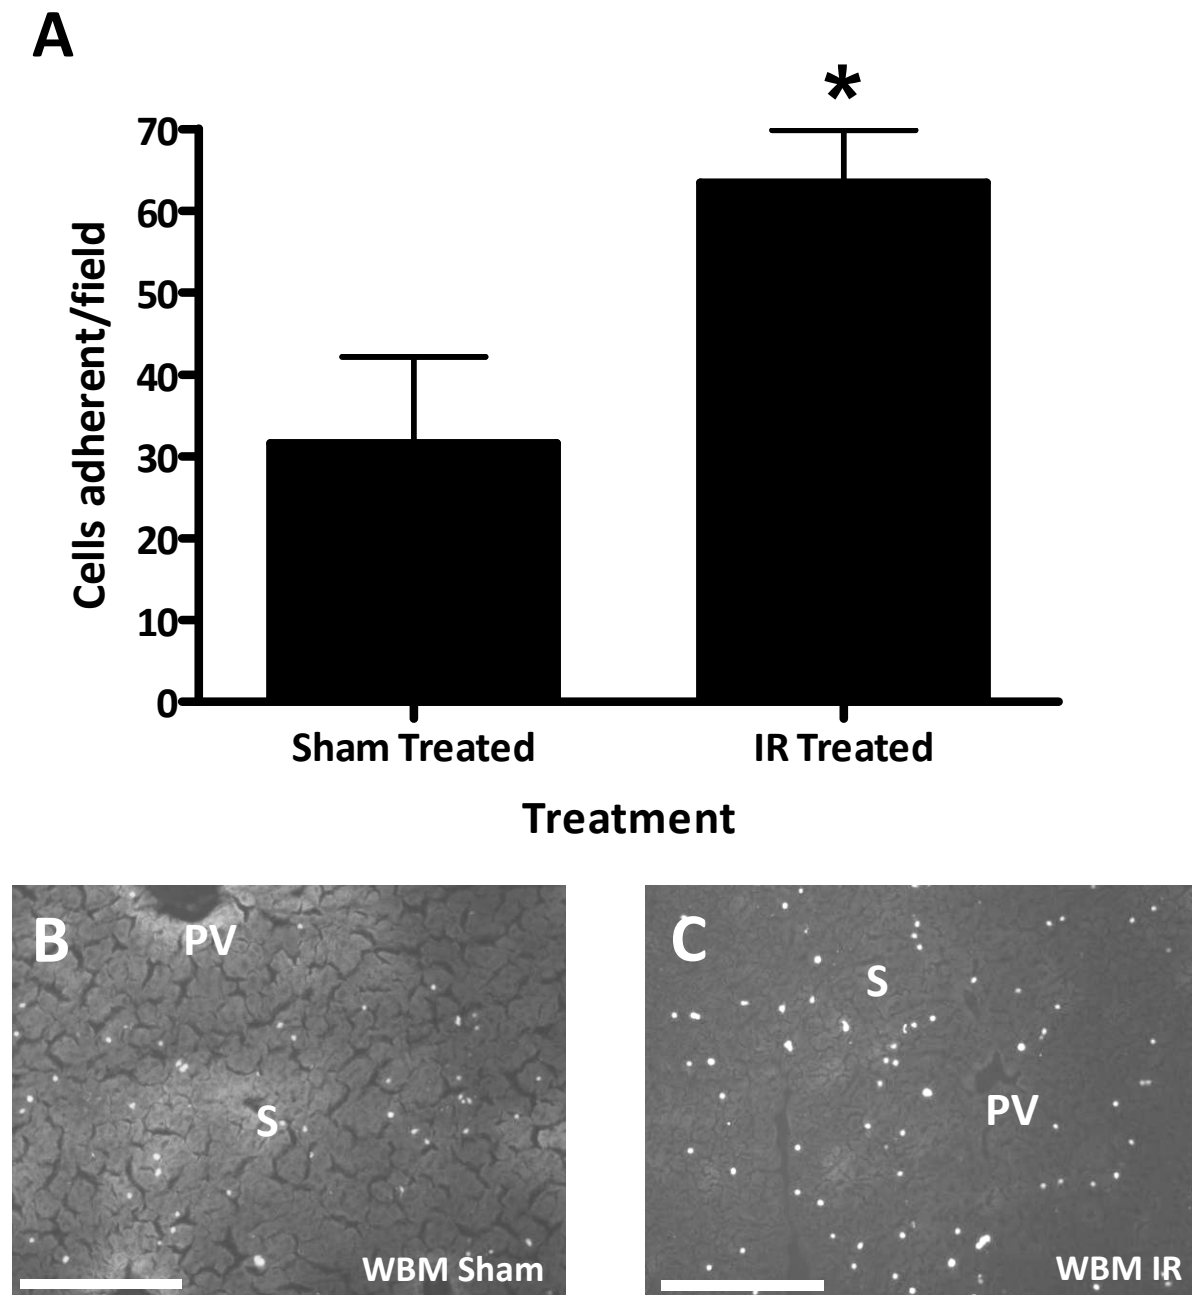 A
*
70
60
50
40
30
20
10
0
Cells adherent/field
Sham Treated
IR Treated
Treatment
B
PV
S
WBM Sham
C
S
PV
WBM IR